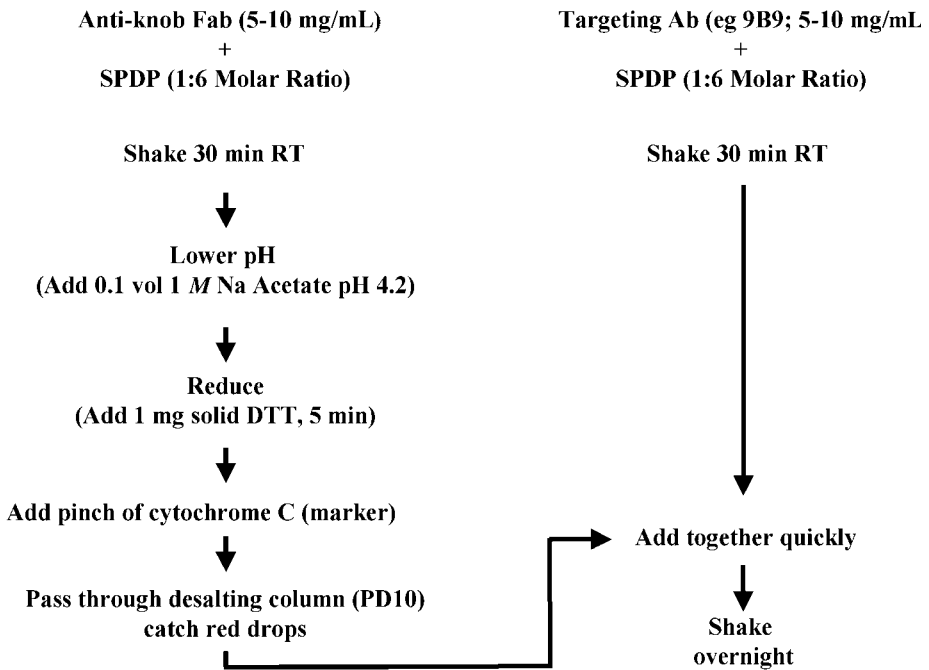 Anti-knob Fab (5-10 mg/mL)
+
SPDP (1:6 Molar Ratio)
Shake 30 min RT
Lower pH
(Add 0.1 vol 1 M Na Acetate pH 4.2)
Reduce
(Add 1 mg solid DTT, 5 min)
Add pinch of cytochrome C (marker)
Pass through desalting column (PD10)
catch red drops
Targeting Ab (eg 9B9; 5-10 mg/mL
+
SPDP (1:6 Molar Ratio)
Shake 30 min RT
Add together quickly
Shake
overnight